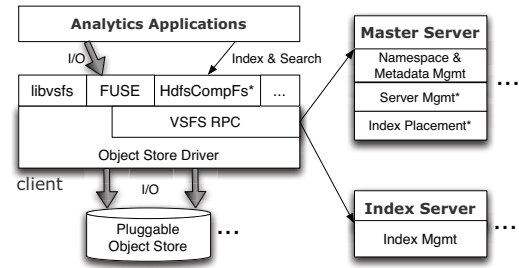 Analytics Applications
I/O
Index & Search
libvsfs
FUSE
HdfsCompFs*
...
VSFS RPC
Object Store Driver
client
I/O
Pluggable
Object Store
...
Master Server
Namespace &
Metadata Mgmt
Server Mgmt*
Index Placement*
...
Index Server
Index Mgmt
...